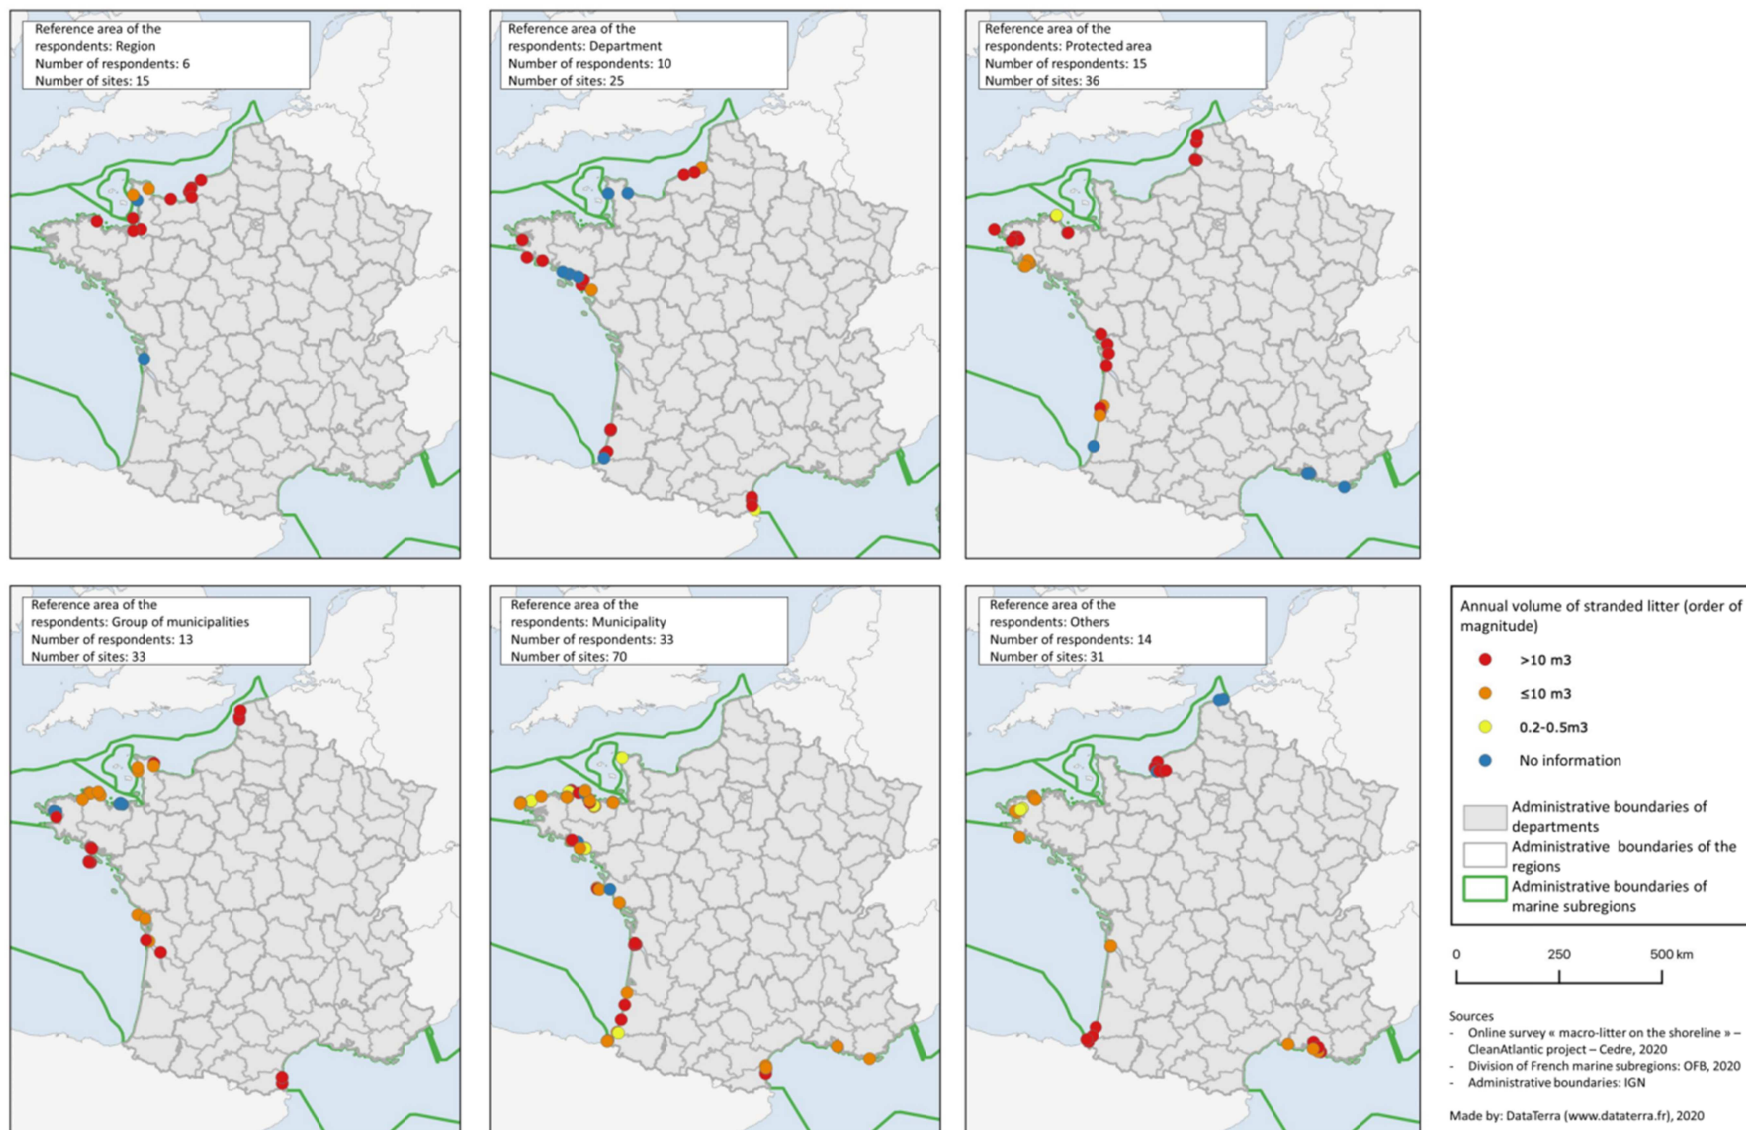 Reference area of the
respondents: Region
Number of respondents: 6
Number of sites: 15
Reference area of the
respondents: Department
Number of respondents: 10
Number of sites: 25
Reference area of the
respondents: Protected area
Number of respondents: 15
Number of sites: 36
Reference area of the
respondents: Group of municipalities
Number of respondents: 13
Number of sites: 33
Reference area of the
respondents: Municipality
Number of respondents: 33
Number of sites: 70
Reference area of the
respondents: Others
Number of respondents: 14
Number of sites: 31
Annual volume of stranded litter (order of
magnitude)
>10 m3
≤10 m3
0.2-0.5m3
No information
Administrative boundaries of
departments
Administrative boundaries of the
regions
Administrative boundaries of
marine subregions
0 250 500 km
Sources
- Online survey « macro-litter on the shoreline » –
CleanAtlantic project – Cedre, 2020
- Division of French marine subregions: OFB, 2020
- Administrative boundaries: IGN
Made by: DataTerra (www.dataterra.fr), 2020